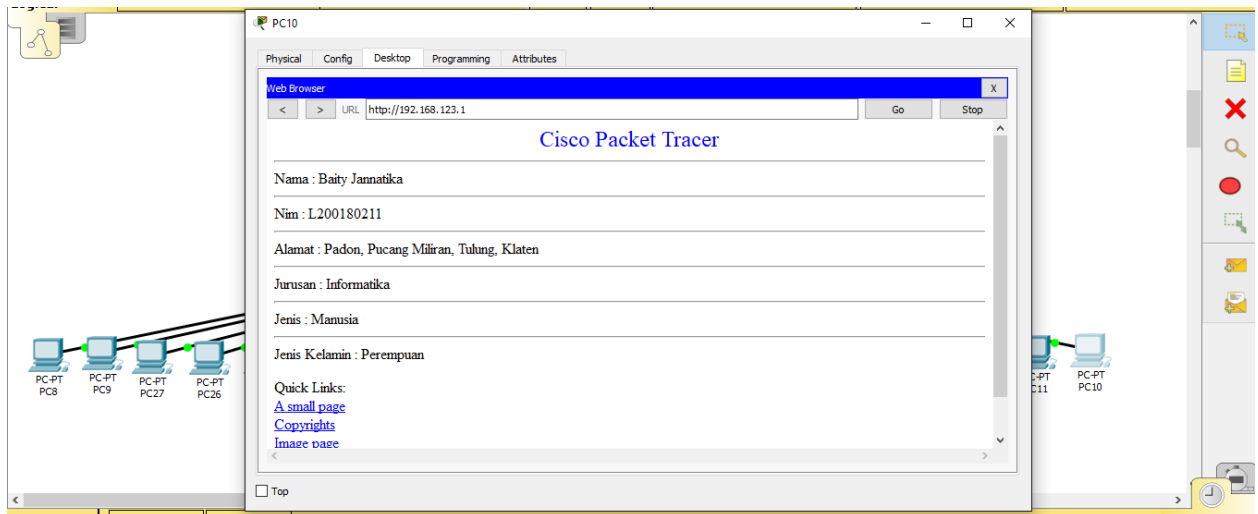 PC10
Physical Config Desktop Programming Attributes
Web Browser X
< > URL http://192.168.123.1 Go Stop
Cisco Packet Tracer
Nama : Baity Jannatika
Nim : L200180211
Alamat : Padon, Pucang Miliran, Tulung, Klaten
Jurusan : Informatika
Jenis : Manusia
Jenis Kelamin : Perempuan
Quick Links:
A small page
Copyrights
Image page
Top
PC-PT
PC8
PC-PT
PC9
PC-PT
PC27
PC-PT
PC26
PC-PT
PC10